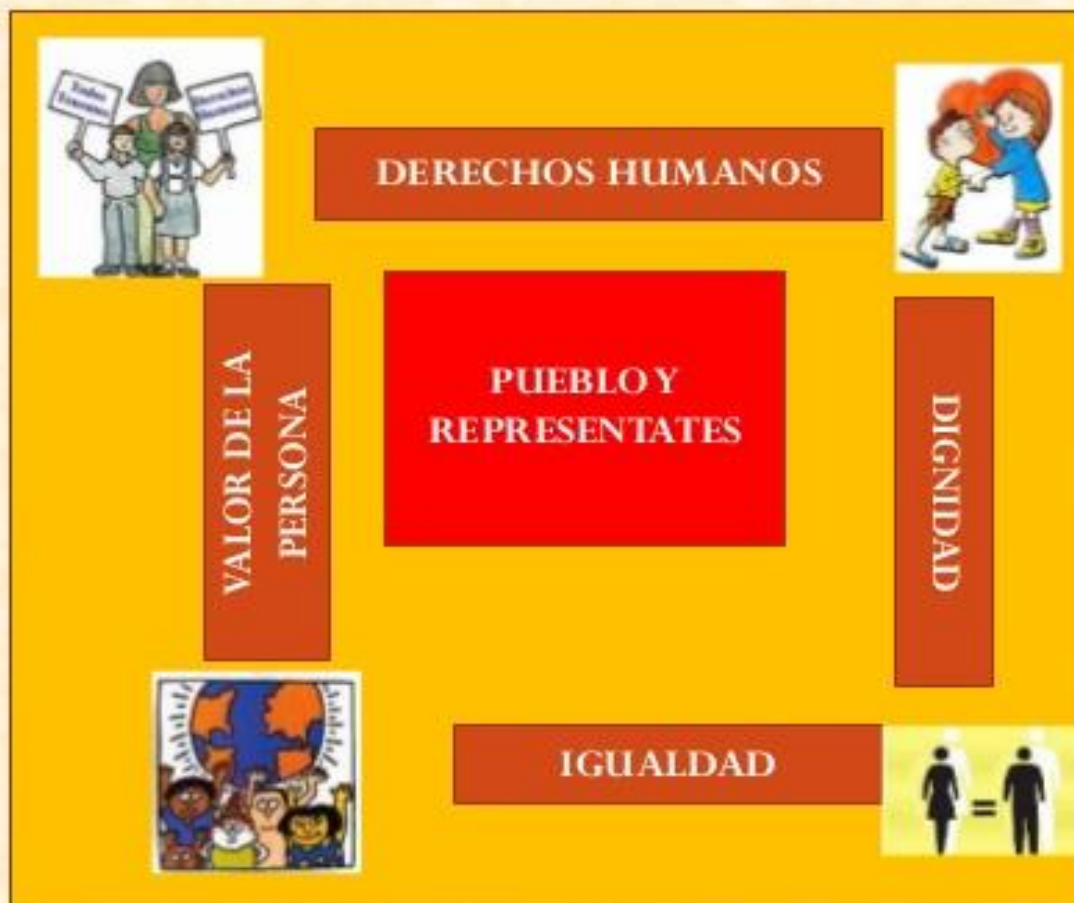 DERECHOS HUMANOS
PUEBLO Y
REPRESENTATES
VALOR DE LA
PERSONA
DIGNIDAD
IGUALDAD
=